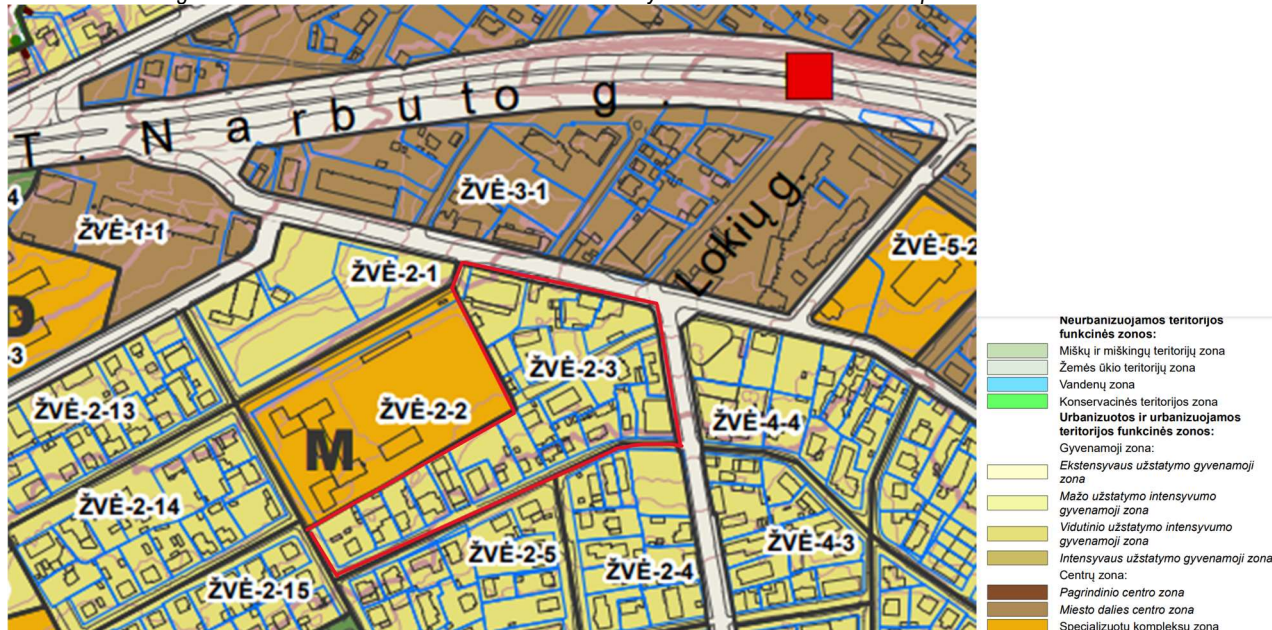 T. Narbuto g.
ŽVĖ-3-1
Lokių g.
ŽVĖ-1-1
ŽVĖ-5-2
ŽVĖ-2-1
ŽVĖ-2-3
ŽVĖ-2-13
ŽVĖ-2-2
ŽVĖ-4-4
M
ŽVĖ-2-14
ŽVĖ-2-5
ŽVĖ-2-4
ŽVĖ-4-3
ŽVĖ-2-15
4
-3
Neurbanizuojamos teritorijos
funkcinės zonos:
Miškų ir miškingų teritorijų zona
Žemės ūkio teritorijų zona
Vandenų zona
Konservacinės teritorijos zona
Urbanizuotos ir urbanizuojamos
teritorijos funkcinės zonos:
Gyvenamoji zona:
Ekstensyvaus užstatymo gyvenamoji
zona
Mažo užstatymo intensyvumo
gyvenamoji zona
Vidutinio užstatymo intensyvumo
gyvenamoji zona
Intensyvaus užstatymo gyvenamoji zona
Centrų zona:
Pagrindinio centro zona
Miesto dalies centro zona
Specializuotų kompleksų zona